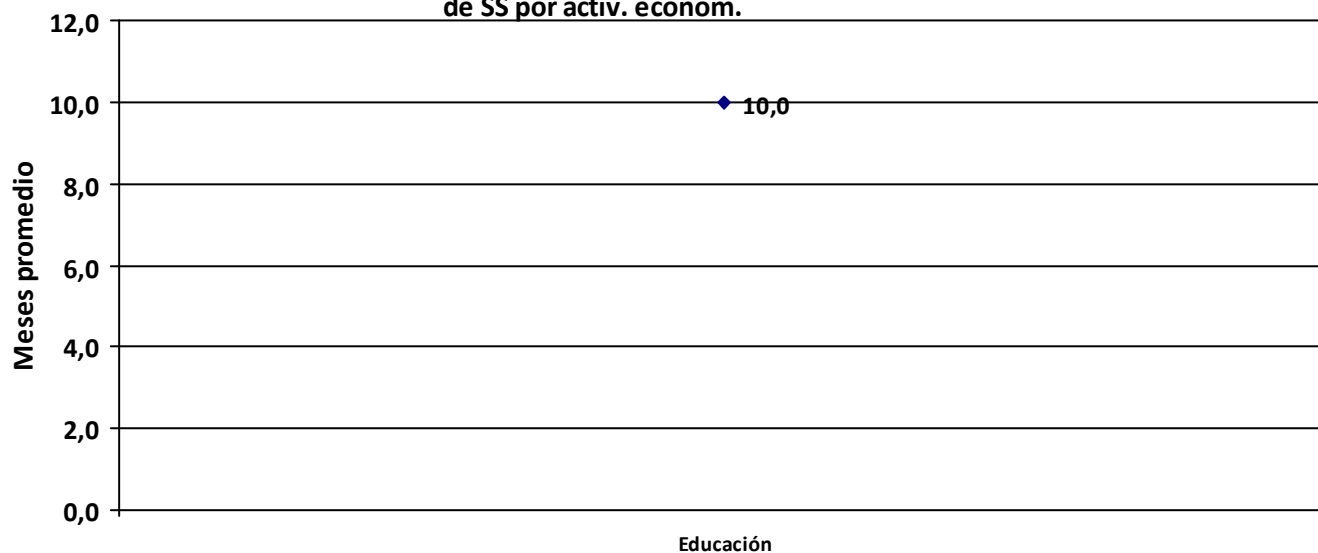 de SS por activ. econom.
12,0
10,0
10,0
8,0
6,0
4,0
2,0
0,0
Meses promedio
Educación